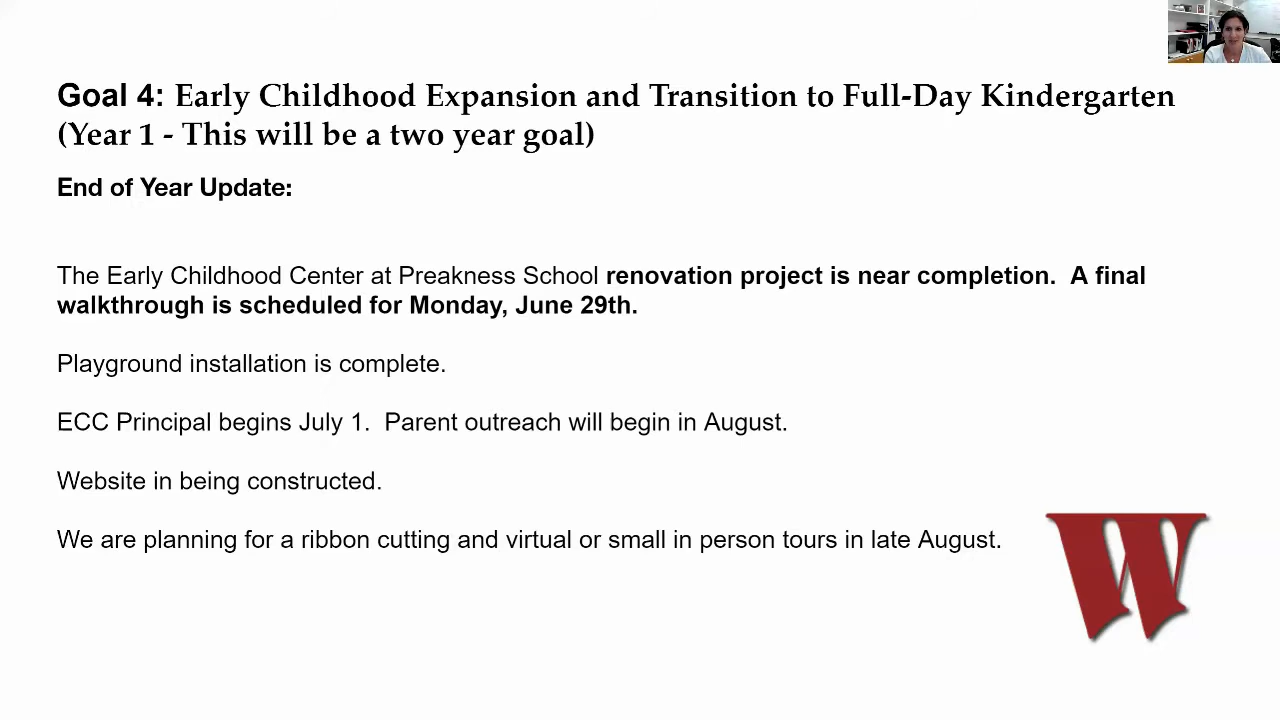 Goal 4: Early Childhood Expansion and Transition to Full-Day Kindergarten
(Year 1 - This will be a two year goal)
End of Year Update:
The Early Childhood Center at Preakness School renovation project is near completion.  A final
walkthrough is scheduled for Monday, June 29th.
Playground installation is complete.
ECC Principal begins July 1.  Parent outreach will begin in August.
Website in being constructed.
We are planning for a ribbon cutting and virtual or small in person tours in late August.
W